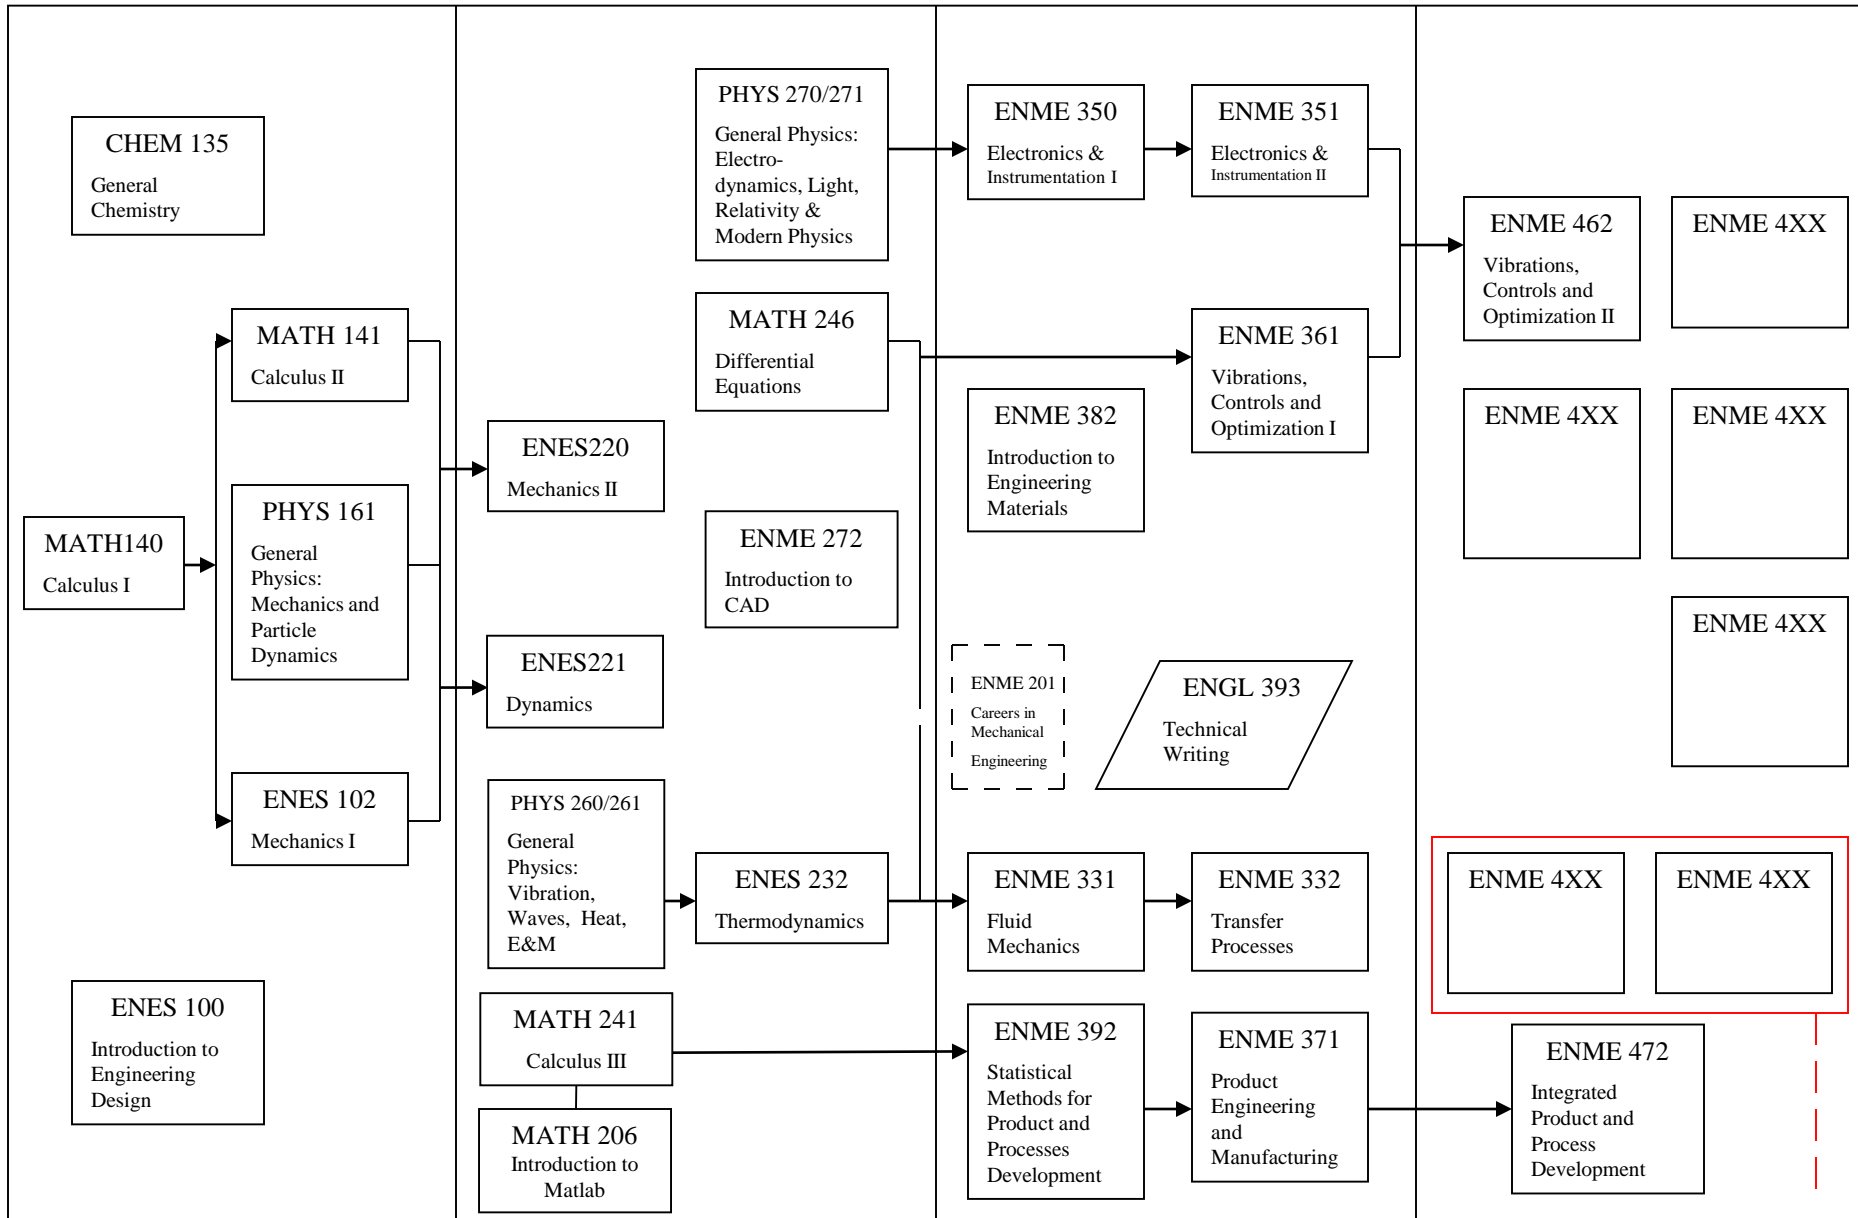 CHEM 135
General
Chemistry
MATH140
Calculus I
MATH 141
Calculus II
PHYS 161
General
Physics:
Mechanics and
Particle
Dynamics
ENES 102
Mechanics I
ENES 100
Introduction to
Engineering
Design
ENES220
Mechanics II
ENES221
Dynamics
PHYS 260/261
General
Physics:
Vibration,
Waves, Heat,
E&M
MATH 241
Calculus III
MATH 206
Introduction to
Matlab
PHYS 270/271
General Physics:
Electro-
dynamics, Light,
Relativity &
Modern Physics
MATH 246
Differential
Equations
ENME 272
Introduction to
CAD
ENES 232
Thermodynamics
ENME 350
Electronics &
Instrumentation I
ENME 382
Introduction to
Engineering
Materials
ENME 201
Careers in
Mechanical
Engineering
ENME 331
Fluid
Mechanics
ENME 392
Statistical
Methods for
Product and
Processes
Development
ENME 351
Electronics &
Instrumentation II
ENME 361
Vibrations,
Controls and
Optimization I
ENGL 393
Technical
Writing
ENME 332
Transfer
Processes
ENME 371
Product
Engineering
and
Manufacturing
ENME 462
Vibrations,
Controls and
Optimization II
ENME 4XX
ENME 4XX
ENME 4XX
ENME 4XX
ENME 4XX
ENME 4XX
ENME 472
Integrated
Product and
Process
Development